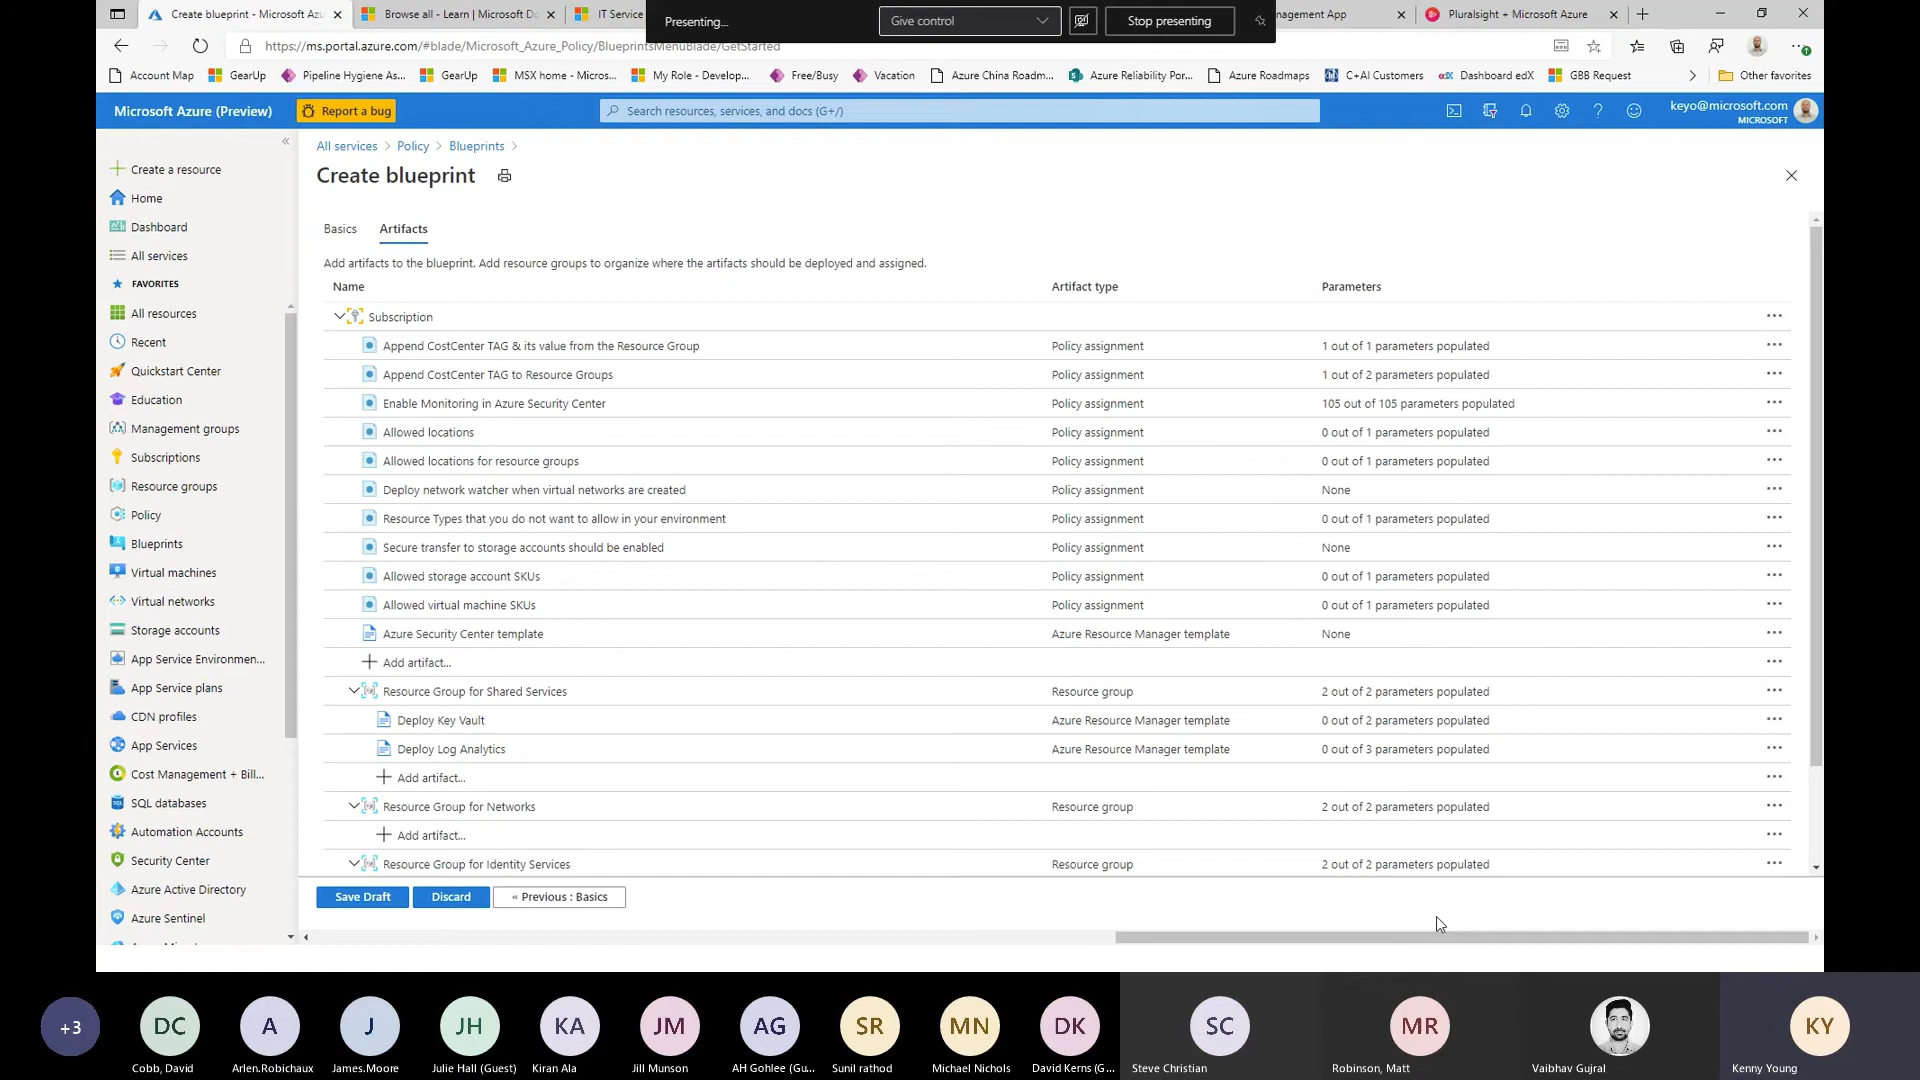 Create blueprint - Microsoft Azu
Browse all - Learn | Microsoft Do
IT Service
Presenting...
Give control
Stop presenting
nagement App
Pluralsight + Microsoft Azure
https://ms.portal.azure.com/#blade/Microsoft_Azure_Policy/BlueprintsMenuBlade/GetStarted
Account Map
GearUp
Pipeline Hygiene As...
GearUp
MSX home - Micros...
My Role - Develop...
Free/Busy
Vacation
Azure China Roadm...
Azure Reliability Por...
Azure Roadmaps
C+AI Customers
Dashboard edX
GBB Request
Other favorites
Microsoft Azure (Preview)
Report a bug
Search resources, services, and docs (G+/)
keyo@microsoft.com
MICROSOFT
Create a resource
Home
Dashboard
All services
FAVORITES
All resources
Recent
Quickstart Center
Education
Management groups
Subscriptions
Resource groups
Policy
Blueprints
Virtual machines
Virtual networks
Storage accounts
App Service Environmen...
App Service plans
CDN profiles
App Services
Cost Management + Bill...
SQL databases
Automation Accounts
Security Center
Azure Active Directory
Azure Sentinel
All services > Policy > Blueprints >
Create blueprint
Basics Artifacts
Add artifacts to the blueprint. Add resource groups to organize where the artifacts should be deployed and assigned.
Name Artifact type Parameters
Subscription
Append CostCenter TAG & its value from the Resource Group Policy assignment 1 out of 1 parameters populated
Append CostCenter TAG to Resource Groups Policy assignment 1 out of 2 parameters populated
Enable Monitoring in Azure Security Center Policy assignment 105 out of 105 parameters populated
Allowed locations Policy assignment 0 out of 1 parameters populated
Allowed locations for resource groups Policy assignment 0 out of 1 parameters populated
Deploy network watcher when virtual networks are created Policy assignment None
Resource Types that you do not want to allow in your environment Policy assignment 0 out of 1 parameters populated
Secure transfer to storage accounts should be enabled Policy assignment None
Allowed storage account SKUs Policy assignment 0 out of 1 parameters populated
Allowed virtual machine SKUs Policy assignment 0 out of 1 parameters populated
Azure Security Center template Azure Resource Manager template None
Add artifact...
Resource Group for Shared Services Resource group 2 out of 2 parameters populated
Deploy Key Vault Azure Resource Manager template 0 out of 2 parameters populated
Deploy Log Analytics Azure Resource Manager template 0 out of 3 parameters populated
Add artifact...
Resource Group for Networks Resource group 2 out of 2 parameters populated
Add artifact...
Resource Group for Identity Services Resource group 2 out of 2 parameters populated
Save Draft
Discard
« Previous : Basics
+3 DC A J JH KA JM AG SR MN DK SC MR KY
Cobb, David
Arlen.Robichaux
James.Moore
Julie Hall (Guest)
Kiran Ala
Jill Munson
AH Gohlee (Gu...
Sunil rathod
Michael Nichols
David Kerns (G...
Steve Christian
Robinson, Matt
Vaibhav Gujral
Kenny Young